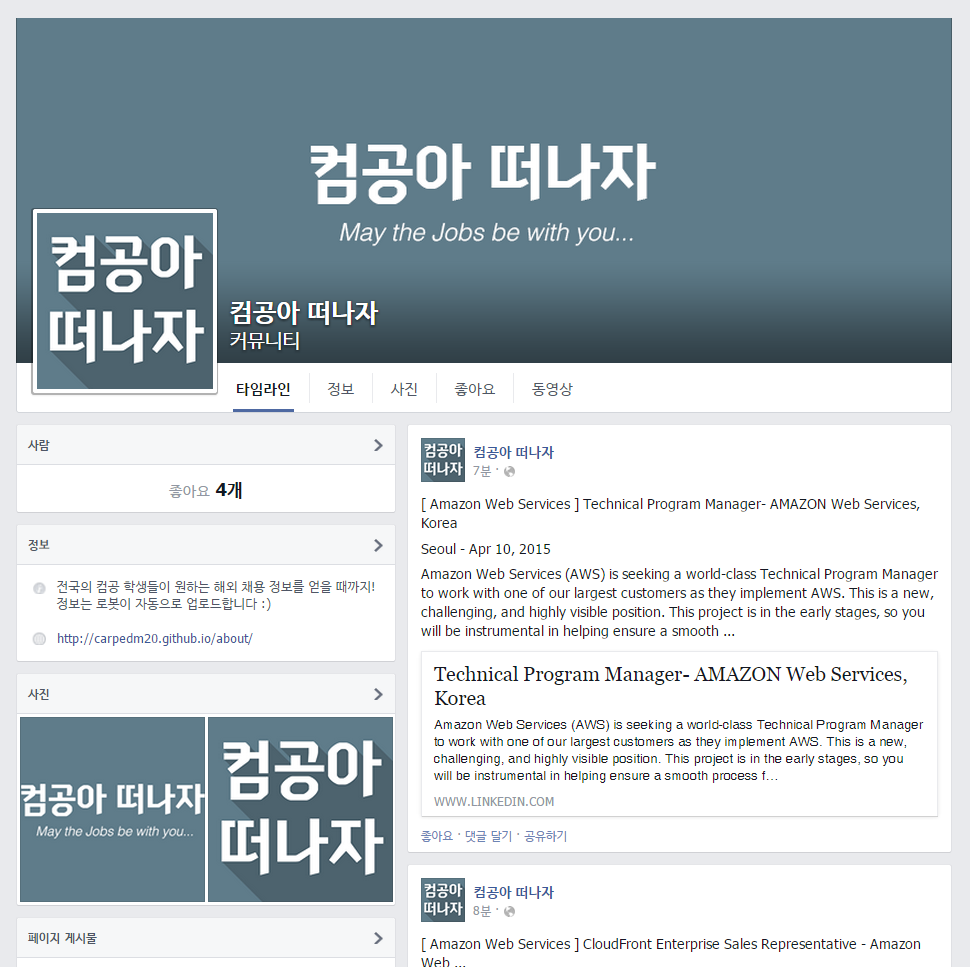 컴공아 떠나자
May the Jobs be with you...
컴공아
떠나자
컴공아 떠나자
커뮤니티
타임라인 정보 사진 좋아요 동영상
사람
좋아요 4개
정보
전국의 컴공 학생들이 원하는 해외 채용 정보를 얻을 때까지!
정보는 로봇이 자동으로 업로드합니다 :)
http://carpedm20.github.io/about/
사진
컴공아 떠나자
May the Jobs be with you...
컴공아
떠나자
페이지 게시물
컴공아
떠나자
컴공아 떠나자
7분 ·
[ Amazon Web Services ] Technical Program Manager- AMAZON Web Services,
Korea
Seoul - Apr 10, 2015
Amazon Web Services (AWS) is seeking a world-class Technical Program Manager
to work with one of our largest customers as they implement AWS. This is a new,
challenging, and highly visible position. This project is in the early stages, so you
will be instrumental in helping ensure a smooth ...
Technical Program Manager- AMAZON Web Services,
Korea
Amazon Web Services (AWS) is seeking a world-class Technical Program Manager
to work with one of our largest customers as they implement AWS. This is a new,
challenging, and highly visible position. This project is in the early stages, so you
will be instrumental in helping ensure a smooth process f...
WWW.LINKEDIN.COM
좋아요 · 댓글 달기 · 공유하기
컴공아
떠나자
컴공아 떠나자
8분 ·
[ Amazon Web Services ] CloudFront Enterprise Sales Representative - Amazon
Web ...